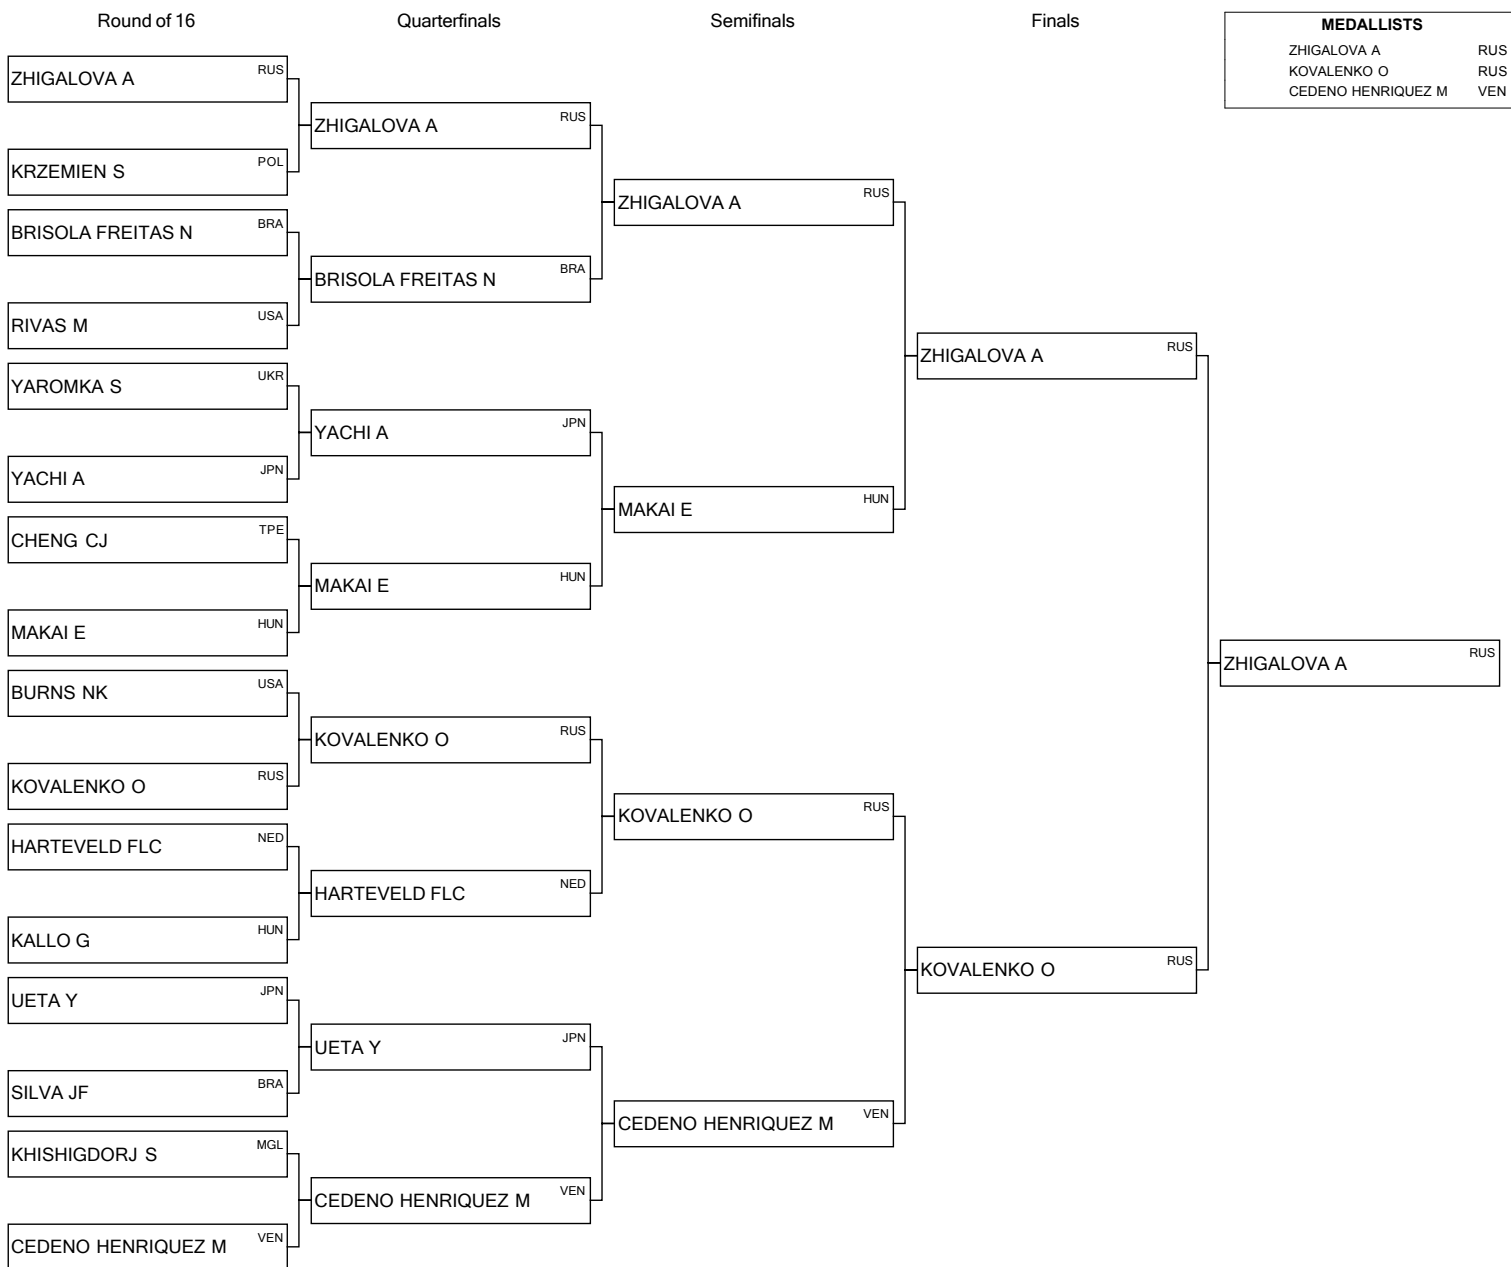 Round of 16 Quarterfinals Semifinals Finals
MEDALLISTS
ZHIGALOVA A RUS
KOVALENKO O RUS
CEDENO HENRIQUEZ M VEN
ZHIGALOVA A RUS
KRZEMIEN S POL
BRISOLA FREITAS N BRA
RIVAS M USA
YAROMKA S UKR
YACHI A JPN
CHENG CJ TPE
MAKAI E HUN
BURNS NK USA
KOVALENKO O RUS
HARTEVELD FLC NED
KALLO G HUN
UETA Y JPN
SILVA JF BRA
KHISHIGDORJ S MGL
CEDENO HENRIQUEZ M VEN
ZHIGALOVA A RUS
BRISOLA FREITAS N BRA
YACHI A JPN
MAKAI E HUN
KOVALENKO O RUS
HARTEVELD FLC NED
UETA Y JPN
CEDENO HENRIQUEZ M VEN
ZHIGALOVA A RUS
MAKAI E HUN
KOVALENKO O RUS
CEDENO HENRIQUEZ M VEN
ZHIGALOVA A RUS
KOVALENKO O RUS
ZHIGALOVA A RUS